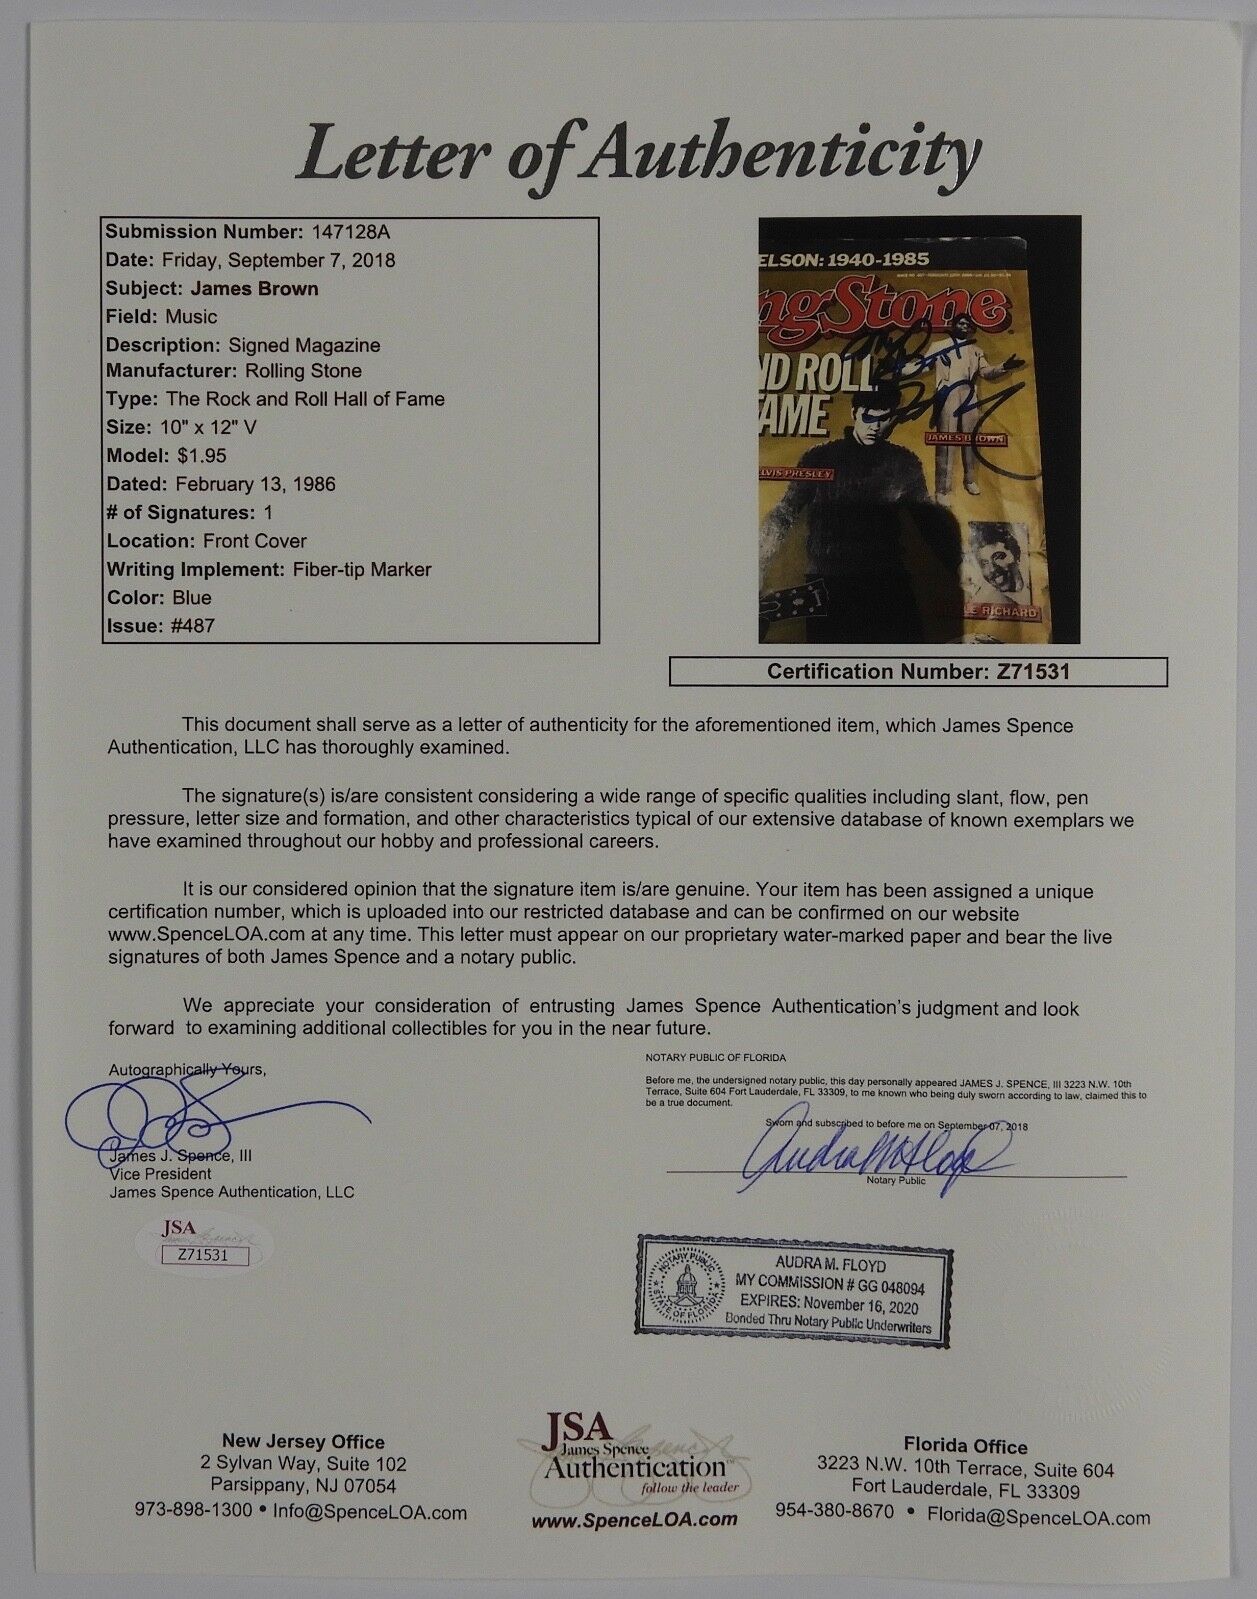 Letter of Authenticity
Submission Number: 147128A
Date: Friday, September 7, 2018
Subject: James Brown
Field: Music
Description: Signed Magazine
Manufacturer: Rolling Stone
Type: The Rock and Roll Hall of Fame
Size: 10" x 12" V
Model: $1.95
Dated: February 13, 1986
# of Signatures: 1
Location: Front Cover
Writing Implement: Fiber-tip Marker
Color: Blue
Issue: #487
ELSON: 1940-1985
ng Stone
ND ROLL
AME
JAMES BROWN
LVIS PRESLEY
LE RICHARD
Certification Number: Z71531
This document shall serve as a letter of authenticity for the aforementioned item, which James Spence
Authentication, LLC has thoroughly examined.
The signature(s) is/are consistent considering a wide range of specific qualities including slant, flow, pen
pressure, letter size and formation, and other characteristics typical of our extensive database of known exemplars we
have examined throughout our hobby and professional careers.
It is our considered opinion that the signature item is/are genuine. Your item has been assigned a unique
certification number, which is uploaded into our restricted database and can be confirmed on our website
www.SpenceLOA.com at any time. This letter must appear on our proprietary water-marked paper and bear the live
signatures of both James Spence and a notary public.
We appreciate your consideration of entrusting James Spence Authentication's judgment and look
forward to examining additional collectibles for you in the near future.
Autographically Yours,
James J. Spence, III
Vice President
James Spence Authentication, LLC
JSA
Z71531
NOTARY PUBLIC OF FLORIDA
Before me, the undersigned notary public, this day personally appeared JAMES J. SPENCE, III 3223 N.W. 10th
Terrace, Suite 604 Fort Lauderdale, FL 33309, to me known who being duly sworn according to law, claimed this to
be a true document.
Sworn and subscribed to before me on September 07, 2018
Audra M Floyd
Notary Public
NOTARY PUBLIC
STATE OF FLORIDA
AUDRA M. FLOYD
MY COMMISSION # GG 048094
EXPIRES: November 16, 2020
Bonded Thru Notary Public Underwriters
New Jersey Office
2 Sylvan Way, Suite 102
Parsippany, NJ 07054
973-898-1300 • Info@SpenceLOA.com
JSA
James Spence
Authentication™
follow the leader
www.SpenceLOA.com
Florida Office
3223 N.W. 10th Terrace, Suite 604
Fort Lauderdale, FL 33309
954-380-8670 • Florida@SpenceLOA.com